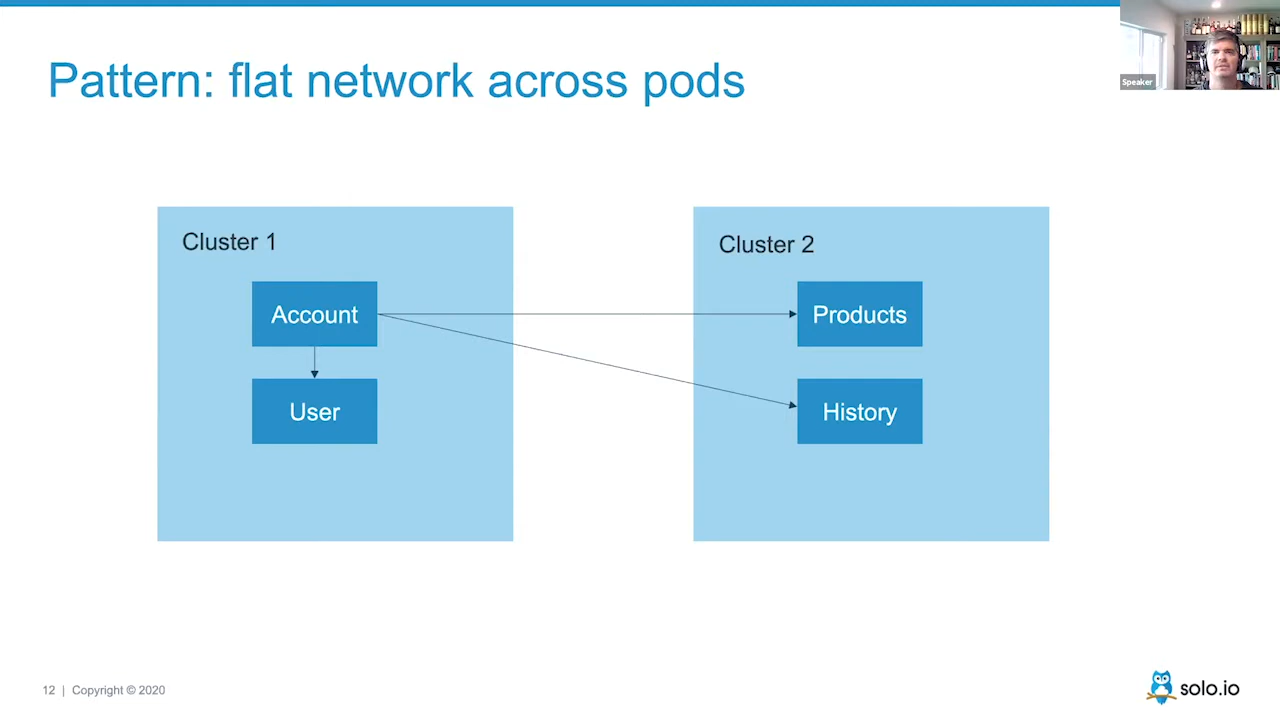 Pattern: flat network across pods
Speaker
Cluster 1
Account
User
Cluster 2
Products
History
12 | Copyright © 2020
solo.io